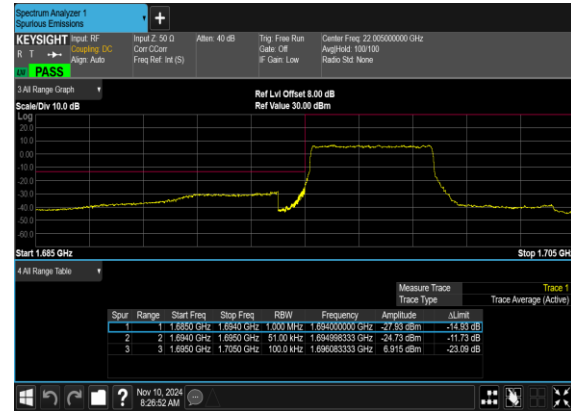 Spectrum Analyzer 1
Spurious Emissions
+
KEYSIGHT Input: RF Input Z: 50 Ω Atten: 40 dB Trig: Free Run Center Freq: 22.005000000 GHz
R T Coupling: DC Corr CCorr Gate: Off Avg|Hold: 100/100
Align: Auto Freq Ref: Int (S) IF Gain: Low Radio Std: None
LV PASS
3 All Range Graph
Ref Lvl Offset 8.00 dB
Scale/Div 10.0 dB Ref Value 30.00 dBm
Log
20.0
10.0
0.00
-10.0
-20.0
-30.0
-40.0
-50.0
-60.0
Start 1.685 GHz Stop 1.705 GH
4 All Range Table
Measure Trace Trace 1
Trace Type Trace Average (Active)
Spur Range Start Freq Stop Freq RBW Frequency Amplitude ΔLimit
1 1 1.6850 GHz 1.6940 GHz 1.000 MHz 1.694000000 GHz -27.93 dBm -14.93 dB
2 2 1.6940 GHz 1.6950 GHz 51.00 kHz 1.694998333 GHz -24.73 dBm -11.73 dB
3 3 1.6950 GHz 1.7050 GHz 100.0 kHz 1.696083333 GHz 6.915 dBm -23.09 dB
? Nov 10, 2024
8:26:52 AM